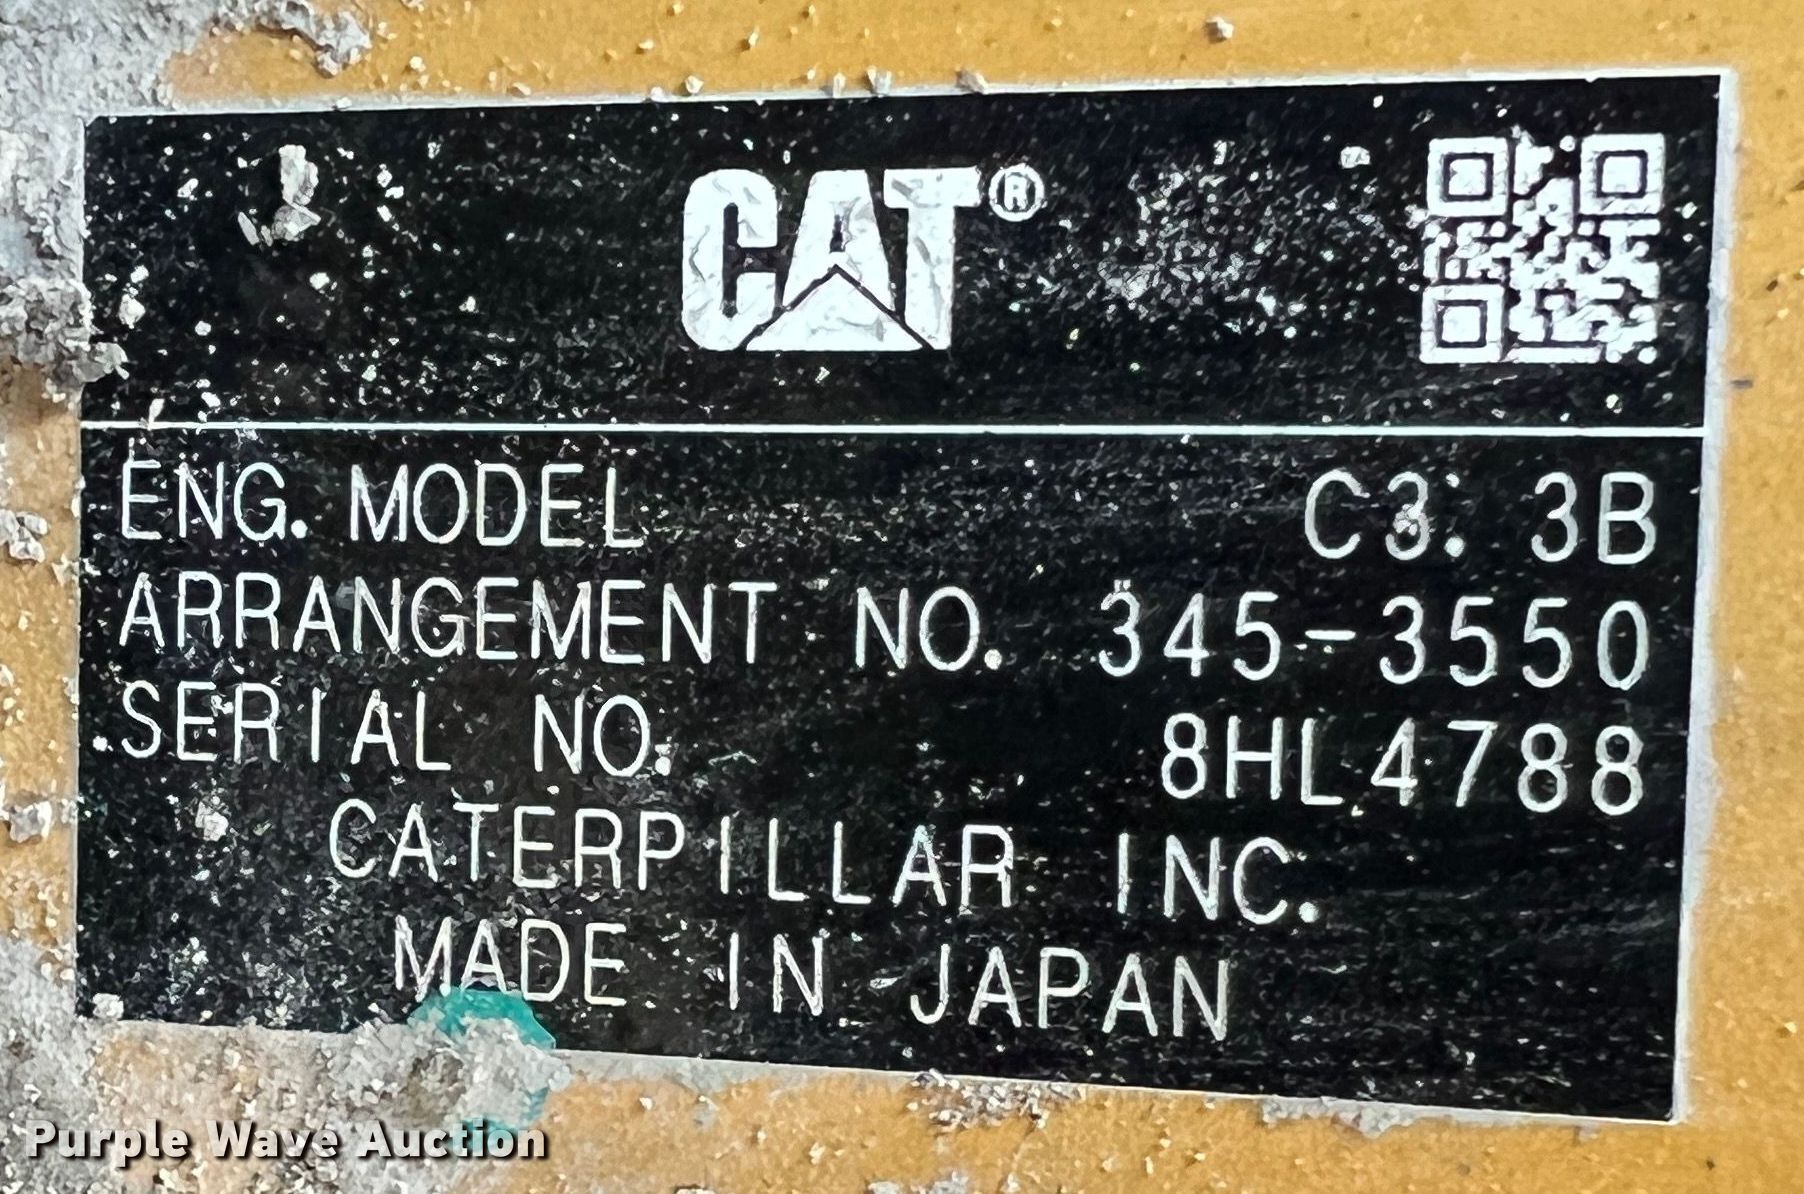 CAT®
ENG. MODEL C3. 3B
ARRANGEMENT NO. 345-3550
SERIAL NO. 8HL4788
CATERPILLAR INC.
MADE IN JAPAN
Purple Wave Auction